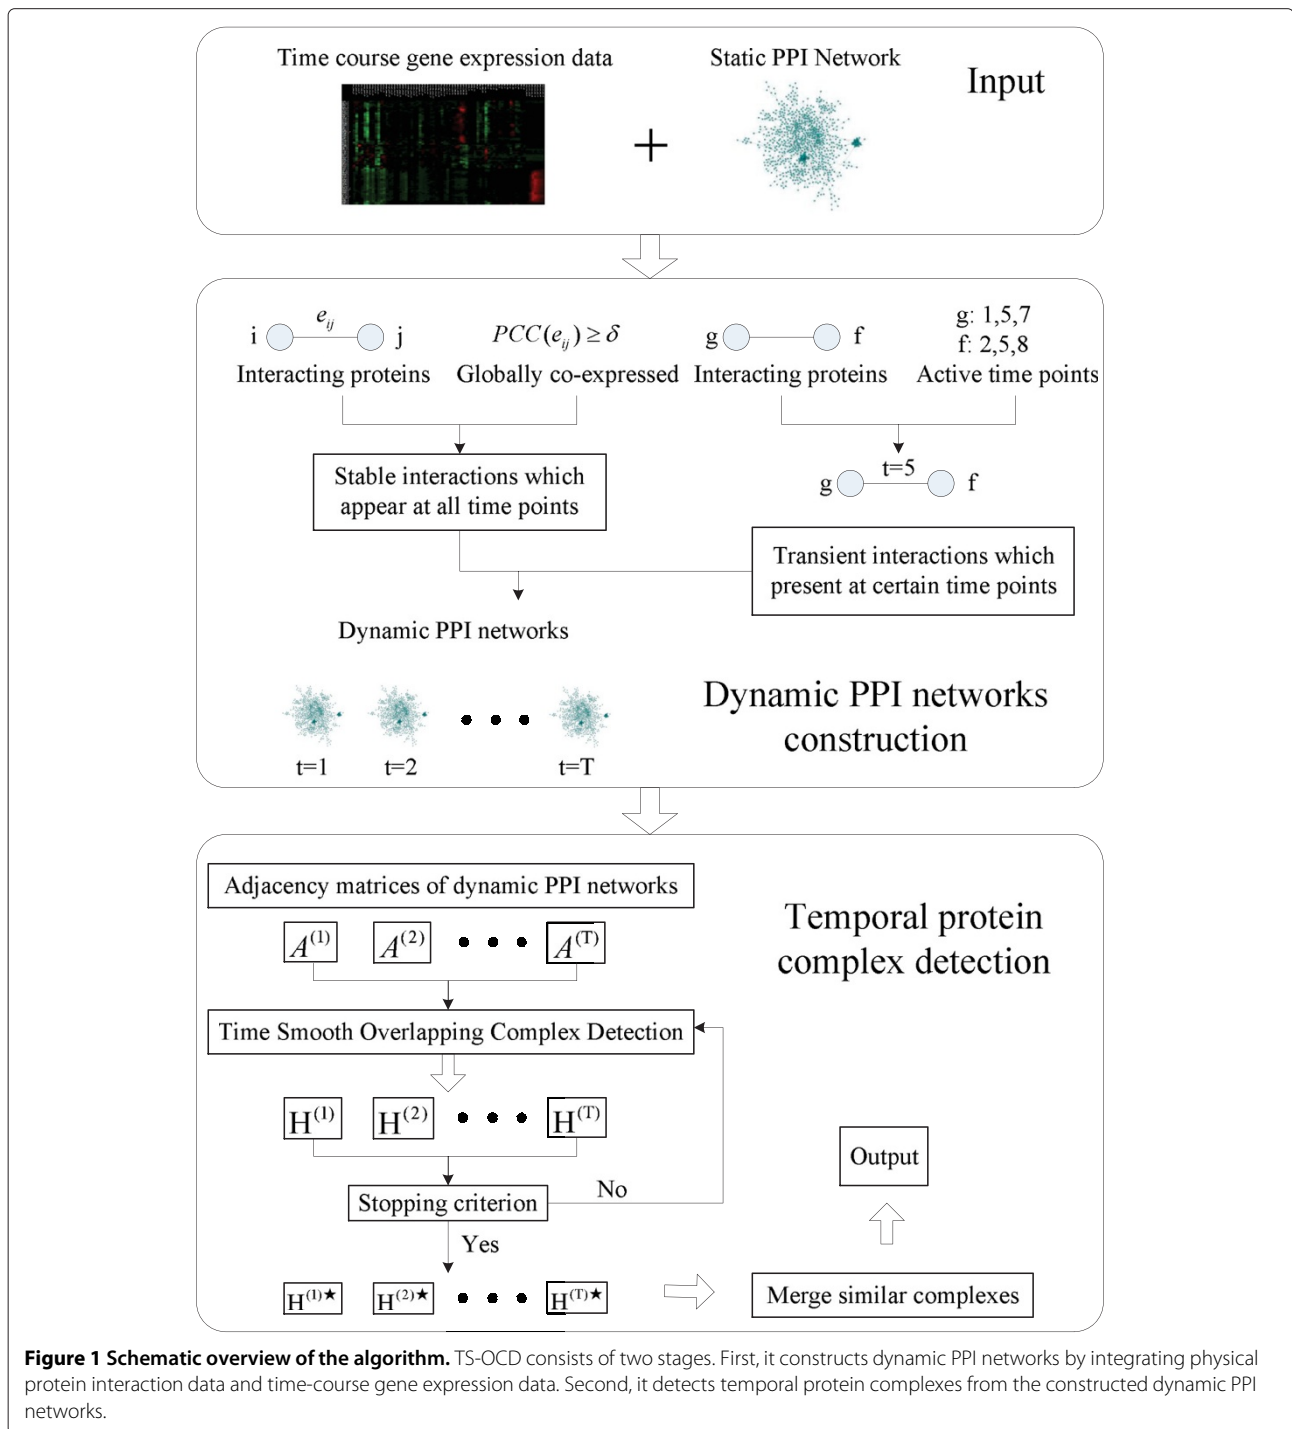 Time course gene expression data
Static PPI Network
Input
+
i
e_{ij}
j
PCC(e_{ij}) ≥ δ
g
f
g: 1,5,7
f: 2,5,8
Interacting proteins
Globally co-expressed
Interacting proteins
Active time points
Stable interactions which
appear at all time points
g
t=5
f
Transient interactions which
present at certain time points
Dynamic PPI networks
t=1
t=2
t=T
Dynamic PPI networks
construction
Adjacency matrices of dynamic PPI networks
A^{(1)}
A^{(2)}
A^{(T)}
Temporal protein
complex detection
Time Smooth Overlapping Complex Detection
H^{(1)}
H^{(2)}
H^{(T)}
Stopping criterion
No
Yes
H^{(1)★}
H^{(2)★}
H^{(T)★}
Merge similar complexes
Output
Figure 1 Schematic overview of the algorithm. TS-OCD consists of two stages. First, it constructs dynamic PPI networks by integrating physical
protein interaction data and time-course gene expression data. Second, it detects temporal protein complexes from the constructed dynamic PPI
networks.